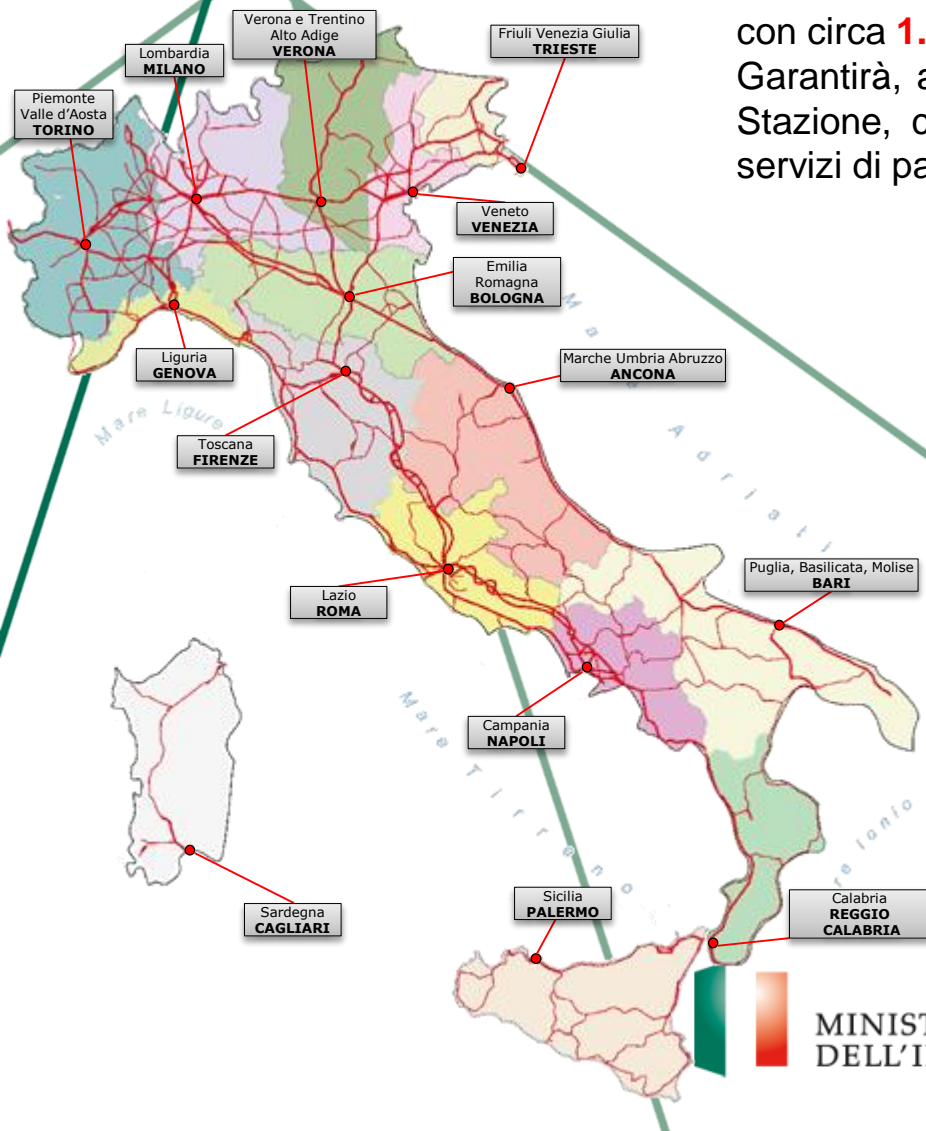 con circa 1.
Garantirà, a
Stazione, c
servizi di pa
Verona e Trentino
Alto Adige
VERONA
Lombardia
MILANO
Friuli Venezia Giulia
TRIESTE
Piemonte
Valle d'Aosta
TORINO
Veneto
VENEZIA
Emilia
Romagna
BOLOGNA
Liguria
GENOVA
Marche Umbria Abruzzo
ANCONA
Mare Ligure
Toscana
FIRENZE
Adriati
Puglia, Basilicata, Molise
BARI
Lazio
ROMA
Mare Tirreno
Campania
NAPOLI
re Ionio
Sardegna
CAGLIARI
Sicilia
PALERMO
Calabria
REGGIO
CALABRIA
MINIST
DELL'I